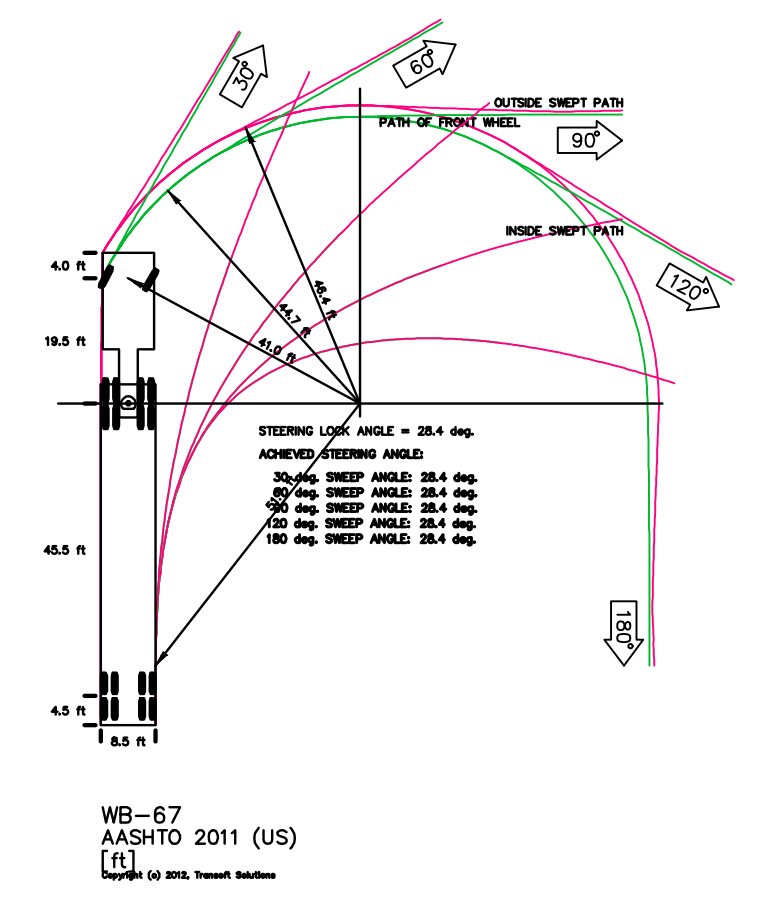 30°
60°
OUTSIDE SWEPT PATH
PATH OF FRONT WHEEL
90°
INSIDE SWEPT PATH
120°
4.0 ft
46.4 ft
44.7 ft
41.0 ft
19.5 ft
STEERING LOCK ANGLE = 28.4 deg.
ACHIEVED STEERING ANGLE:
30 deg. SWEEP ANGLE: 28.4 deg.
60 deg. SWEEP ANGLE: 28.4 deg.
90 deg. SWEEP ANGLE: 28.4 deg.
120 deg. SWEEP ANGLE: 28.4 deg.
180 deg. SWEEP ANGLE: 28.4 deg.
45.5 ft
180°
4.5 ft
8.5 ft
WB-67
AASHTO 2011 (US)
[ft]
Copyright (c) 2012, Transoft Solutions